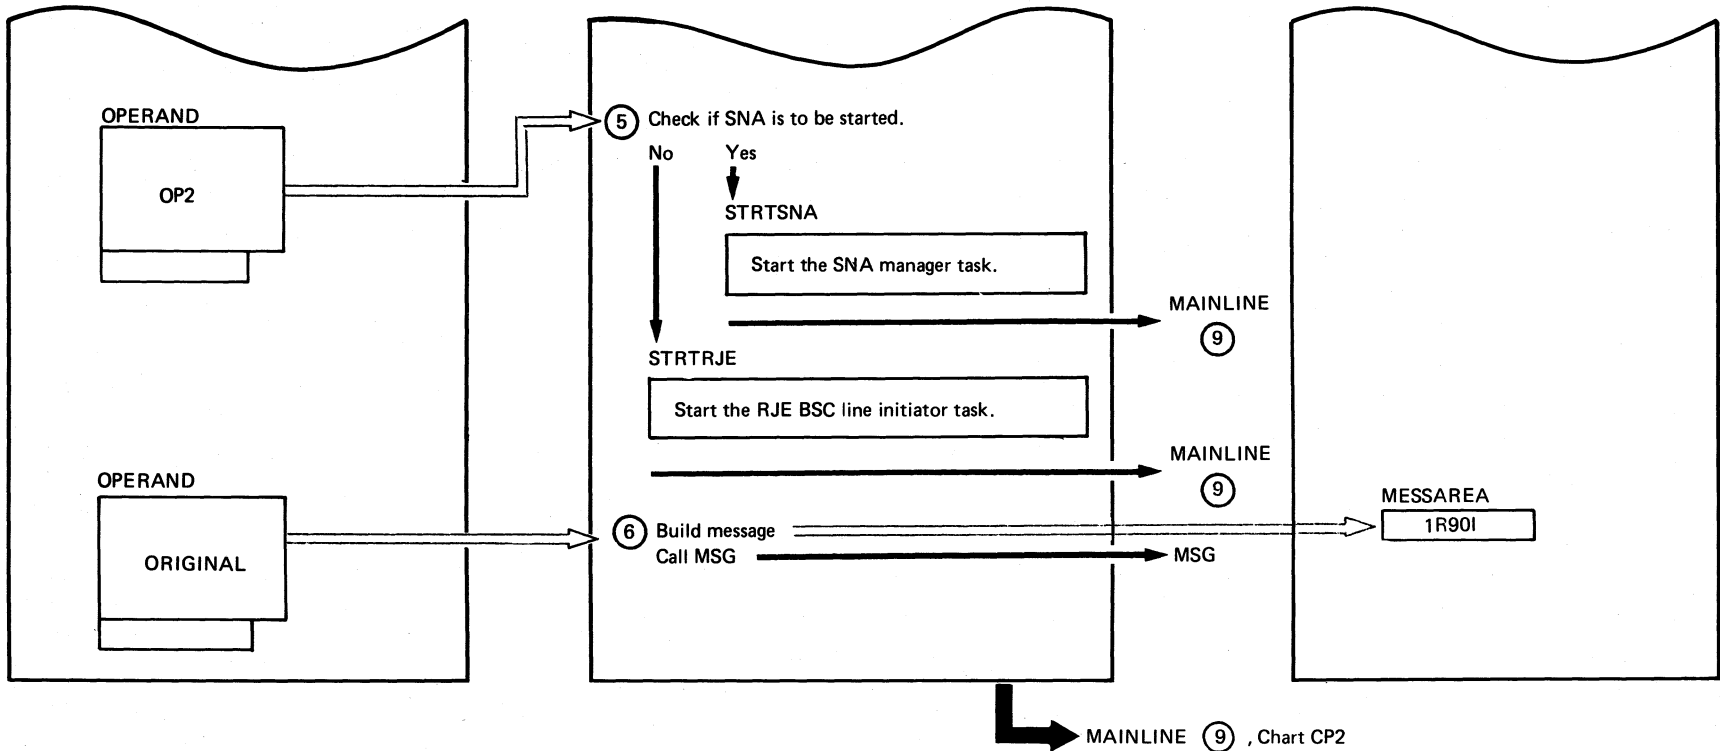 OPERAND
OP2
5 Check if SNA is to be started.
No Yes
STRTSNA
Start the SNA manager task.
MAINLINE
9
STRTRJE
Start the RJE BSC line initiator task.
MAINLINE
9
OPERAND
ORIGINAL
6 Build message
Call MSG
MSG
MESSAREA
1R90I
MAINLINE 9 , Chart CP2